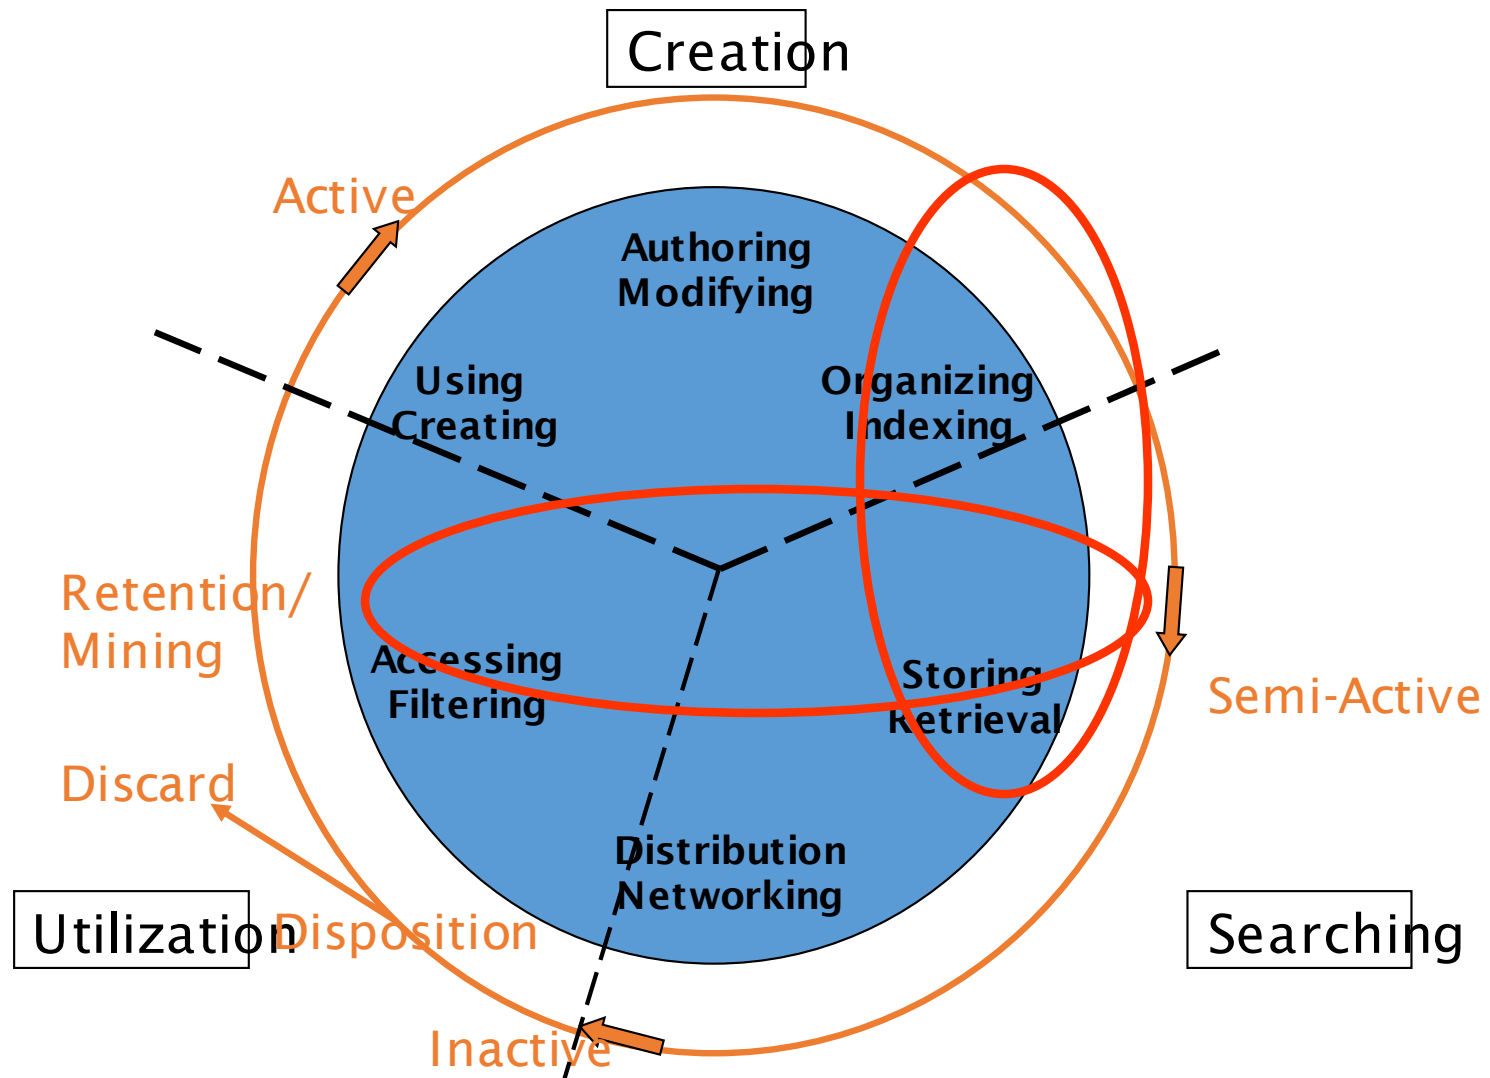 Creation
Active
Authoring
Modifying
Using
Creating
Organizing
Indexing
Retention/
Mining
Accessing
Filtering
Storing
Retrieval
Semi-Active
Discard
Distribution
Networking
Utilization
Disposition
Searching
Inactive